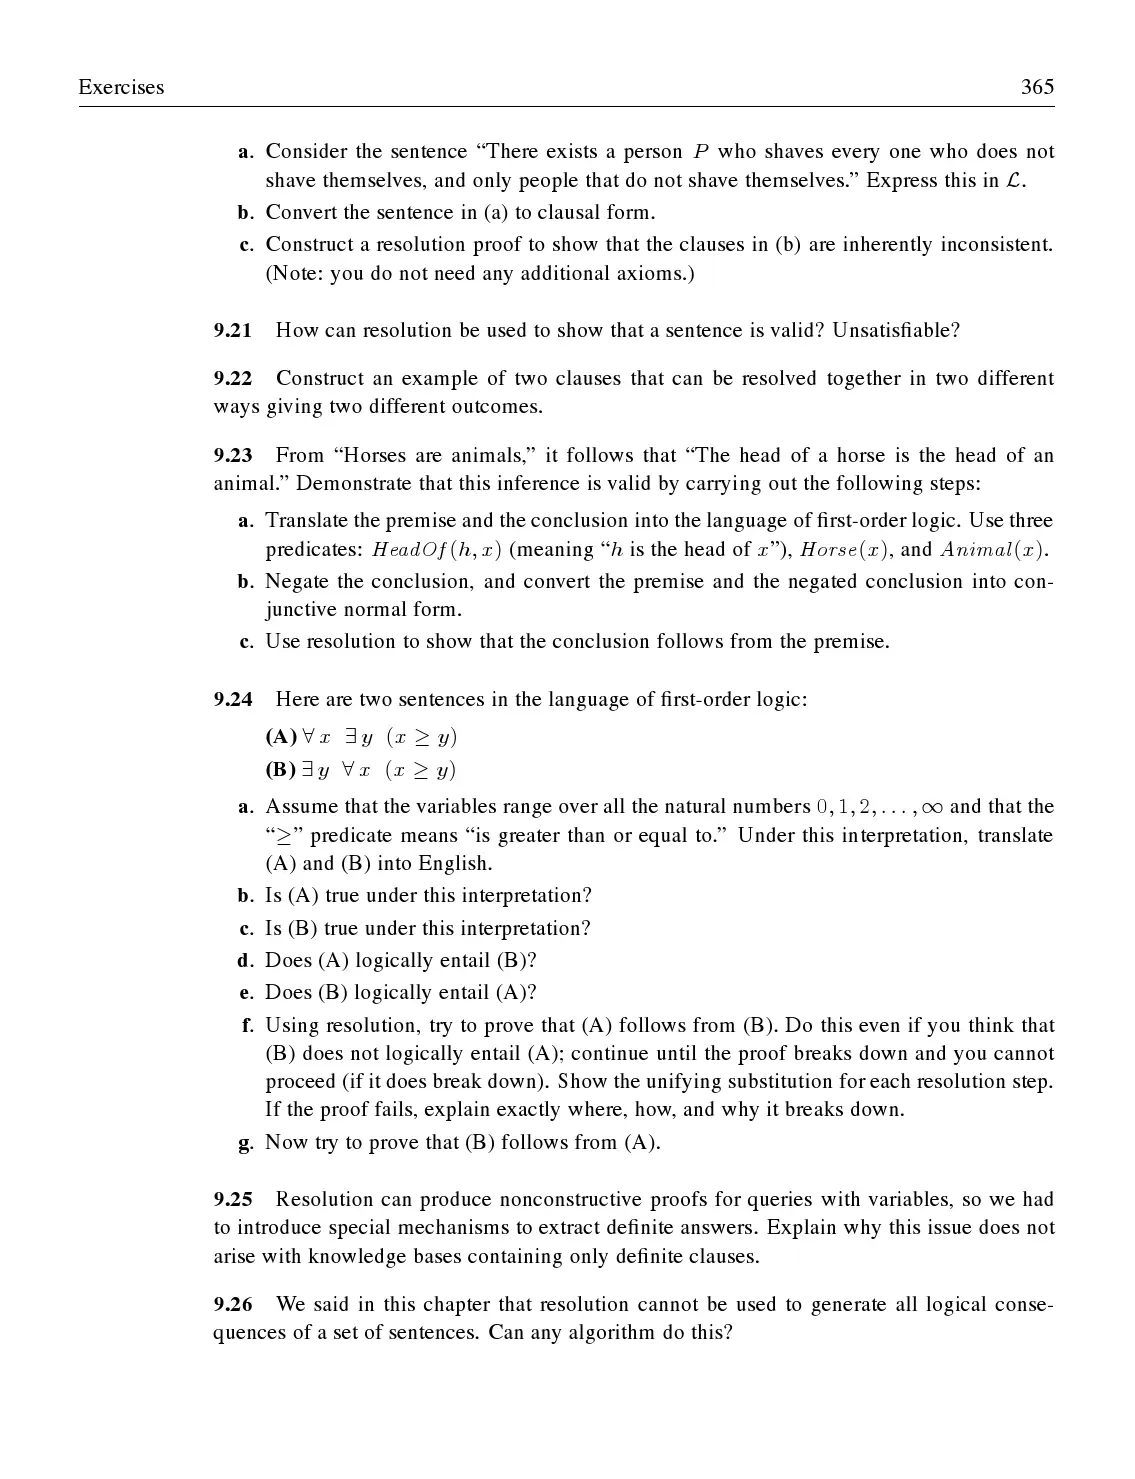 Exercises 365
a. Consider the sentence “There exists a person P who shaves every one who does not
shave themselves, and only people that do not shave themselves.” Express this in ℒ.
b. Convert the sentence in (a) to clausal form.
c. Construct a resolution proof to show that the clauses in (b) are inherently inconsistent.
(Note: you do not need any additional axioms.)
9.21 How can resolution be used to show that a sentence is valid? Unsatisfiable?
9.22 Construct an example of two clauses that can be resolved together in two different
ways giving two different outcomes.
9.23 From “Horses are animals,” it follows that “The head of a horse is the head of an
animal.” Demonstrate that this inference is valid by carrying out the following steps:
a. Translate the premise and the conclusion into the language of first-order logic. Use three
predicates: HeadOf(h, x) (meaning “h is the head of x”), Horse(x), and Animal(x).
b. Negate the conclusion, and convert the premise and the negated conclusion into con-
junctive normal form.
c. Use resolution to show that the conclusion follows from the premise.
9.24 Here are two sentences in the language of first-order logic:
(A) ∀ x ∃ y (x ≥ y)
(B) ∃ y ∀ x (x ≥ y)
a. Assume that the variables range over all the natural numbers 0, 1, 2, . . . , ∞ and that the
“≥” predicate means “is greater than or equal to.” Under this interpretation, translate
(A) and (B) into English.
b. Is (A) true under this interpretation?
c. Is (B) true under this interpretation?
d. Does (A) logically entail (B)?
e. Does (B) logically entail (A)?
f. Using resolution, try to prove that (A) follows from (B). Do this even if you think that
(B) does not logically entail (A); continue until the proof breaks down and you cannot
proceed (if it does break down). Show the unifying substitution for each resolution step.
If the proof fails, explain exactly where, how, and why it breaks down.
g. Now try to prove that (B) follows from (A).
9.25 Resolution can produce nonconstructive proofs for queries with variables, so we had
to introduce special mechanisms to extract definite answers. Explain why this issue does not
arise with knowledge bases containing only definite clauses.
9.26 We said in this chapter that resolution cannot be used to generate all logical conse-
quences of a set of sentences. Can any algorithm do this?